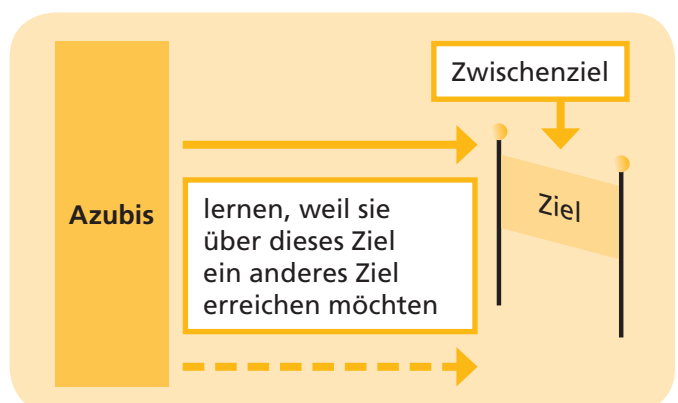 Zwischenziel
Azubis
lernen, weil sie
über dieses Ziel
ein anderes Ziel
erreichen möchten
Ziel